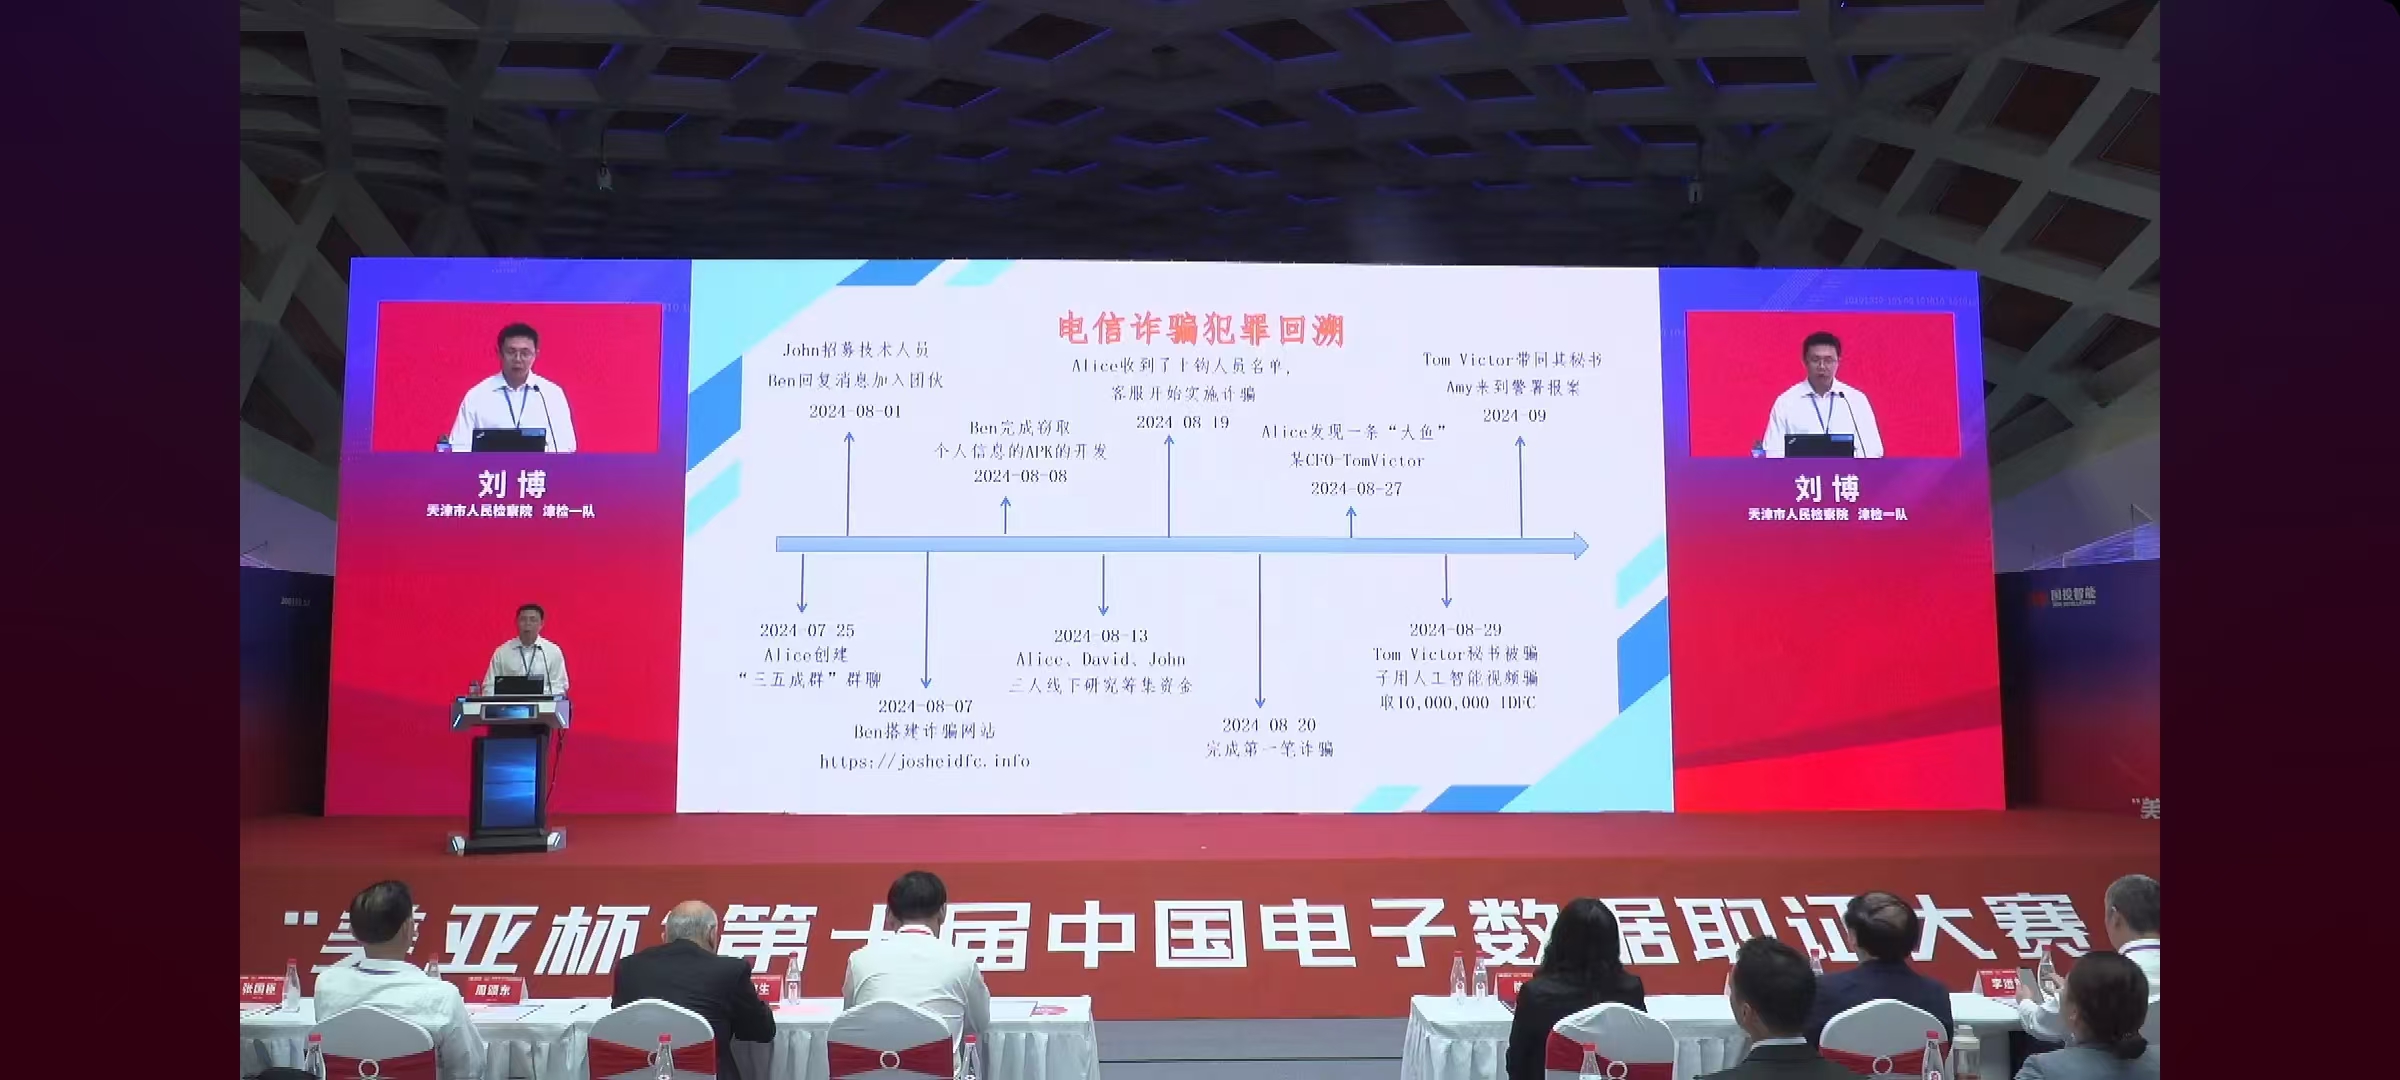 电信诈骗犯罪回溯
John招募技术人员
Ben回复消息加入团伙
2024-08-01
Ben完成窃取
个人信息的APK的开发
2024-08-08
Alice收到了上钩人员名单,
客服开始实施诈骗
2024 08 19
Alice发现一条“大鱼”
某CFO-TomVictor
2024-08-27
Tom Victor带同其秘书
Amy来到警署报案
2024-09
2024-07 25
Alice创建
“三五成群”群聊
2024-08-07
Ben搭建诈骗网站
https://josheidfc.info
2024-08-13
Alice、David、John
三人线下研究筹集资金
2024 08 20
完成第一笔诈骗
2024-08-29
Tom Victor秘书被骗
子用人工智能视频骗
取10,000,000 IDFC
刘 博
天津市人民检察院 津检一队
刘 博
天津市人民检察院 津检一队
国投智能
“美
“美亚杯”第十届中国电子数据取证大赛
张国臣
周颂东
生
李